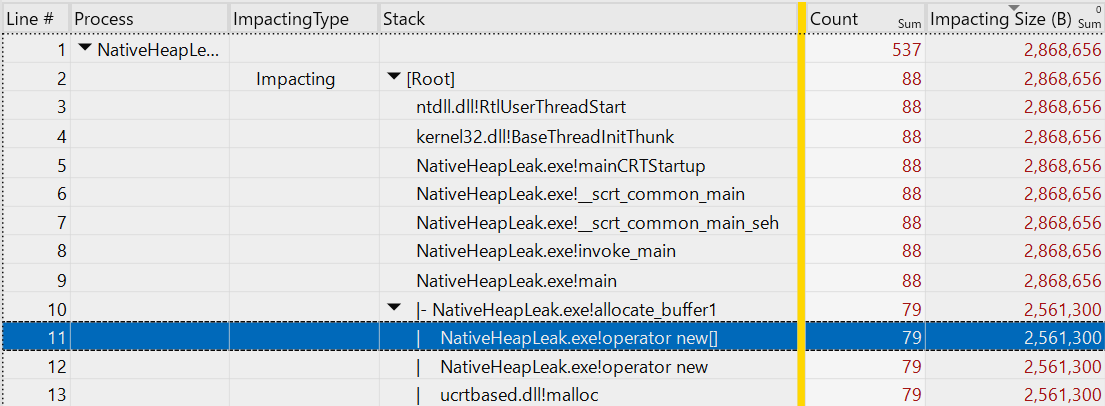 Line # Process ImpactingType Stack Count Sum Impacting Size (B) 0 Sum
1 NativeHeapLe... 537 2,868,656
2 Impacting [Root] 88 2,868,656
3 ntdll.dll!RtlUserThreadStart 88 2,868,656
4 kernel32.dll!BaseThreadInitThunk 88 2,868,656
5 NativeHeapLeak.exe!mainCRTStartup 88 2,868,656
6 NativeHeapLeak.exe!__scrt_common_main 88 2,868,656
7 NativeHeapLeak.exe!__scrt_common_main_seh 88 2,868,656
8 NativeHeapLeak.exe!invoke_main 88 2,868,656
9 NativeHeapLeak.exe!main 88 2,868,656
10 |- NativeHeapLeak.exe!allocate_buffer1 79 2,561,300
11 | NativeHeapLeak.exe!operator new[] 79 2,561,300
12 | NativeHeapLeak.exe!operator new 79 2,561,300
13 | ucrtbased.dll!malloc 79 2,561,300